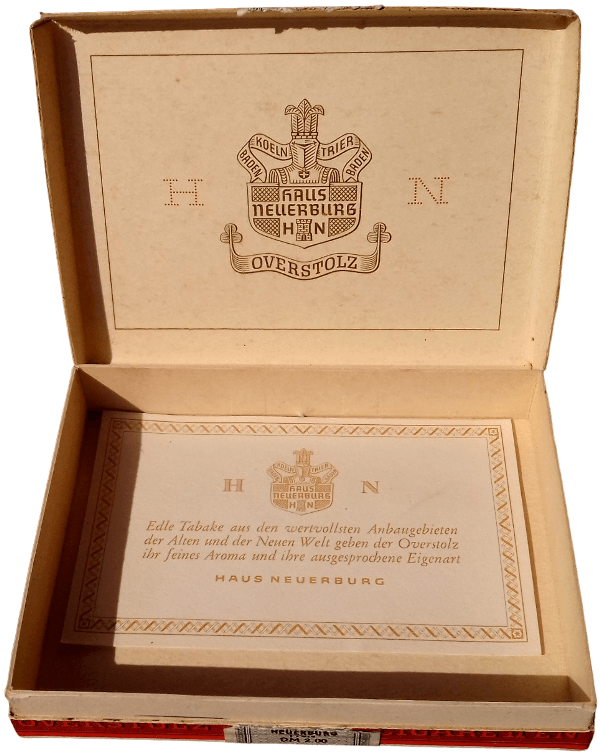 KOELN TRIER
BADEN BADEN
HAUS
NEUERBURG
H N
H N
OVERSTOLZ
KOELN TRIER
HAUS
NEUERBURG
H N
H N
Edle Tabake aus den wertvollsten Anbaugebieten
der Alten und der Neuen Welt geben der Overstolz
ihr feines Aroma und ihre ausgesprochene Eigenart
HAUS NEUERBURG
NEUERBURG
DM 2.00